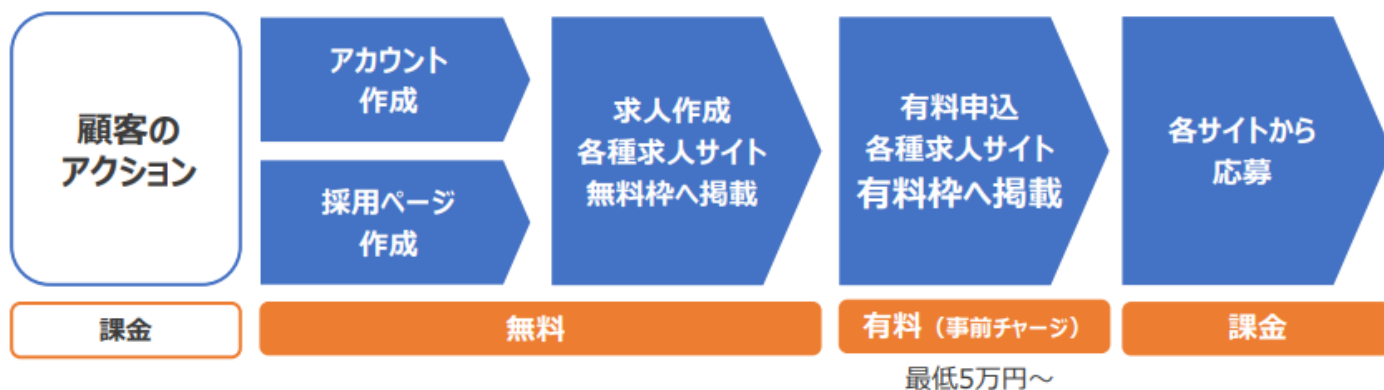 顧客の
アクション
アカウント
作成
採用ページ
作成
求人作成
各種求人サイト
無料枠へ掲載
有料申込
各種求人サイト
有料枠へ掲載
各サイトから
応募
課金
無料
有料（事前チャージ）
課金
最低5万円～